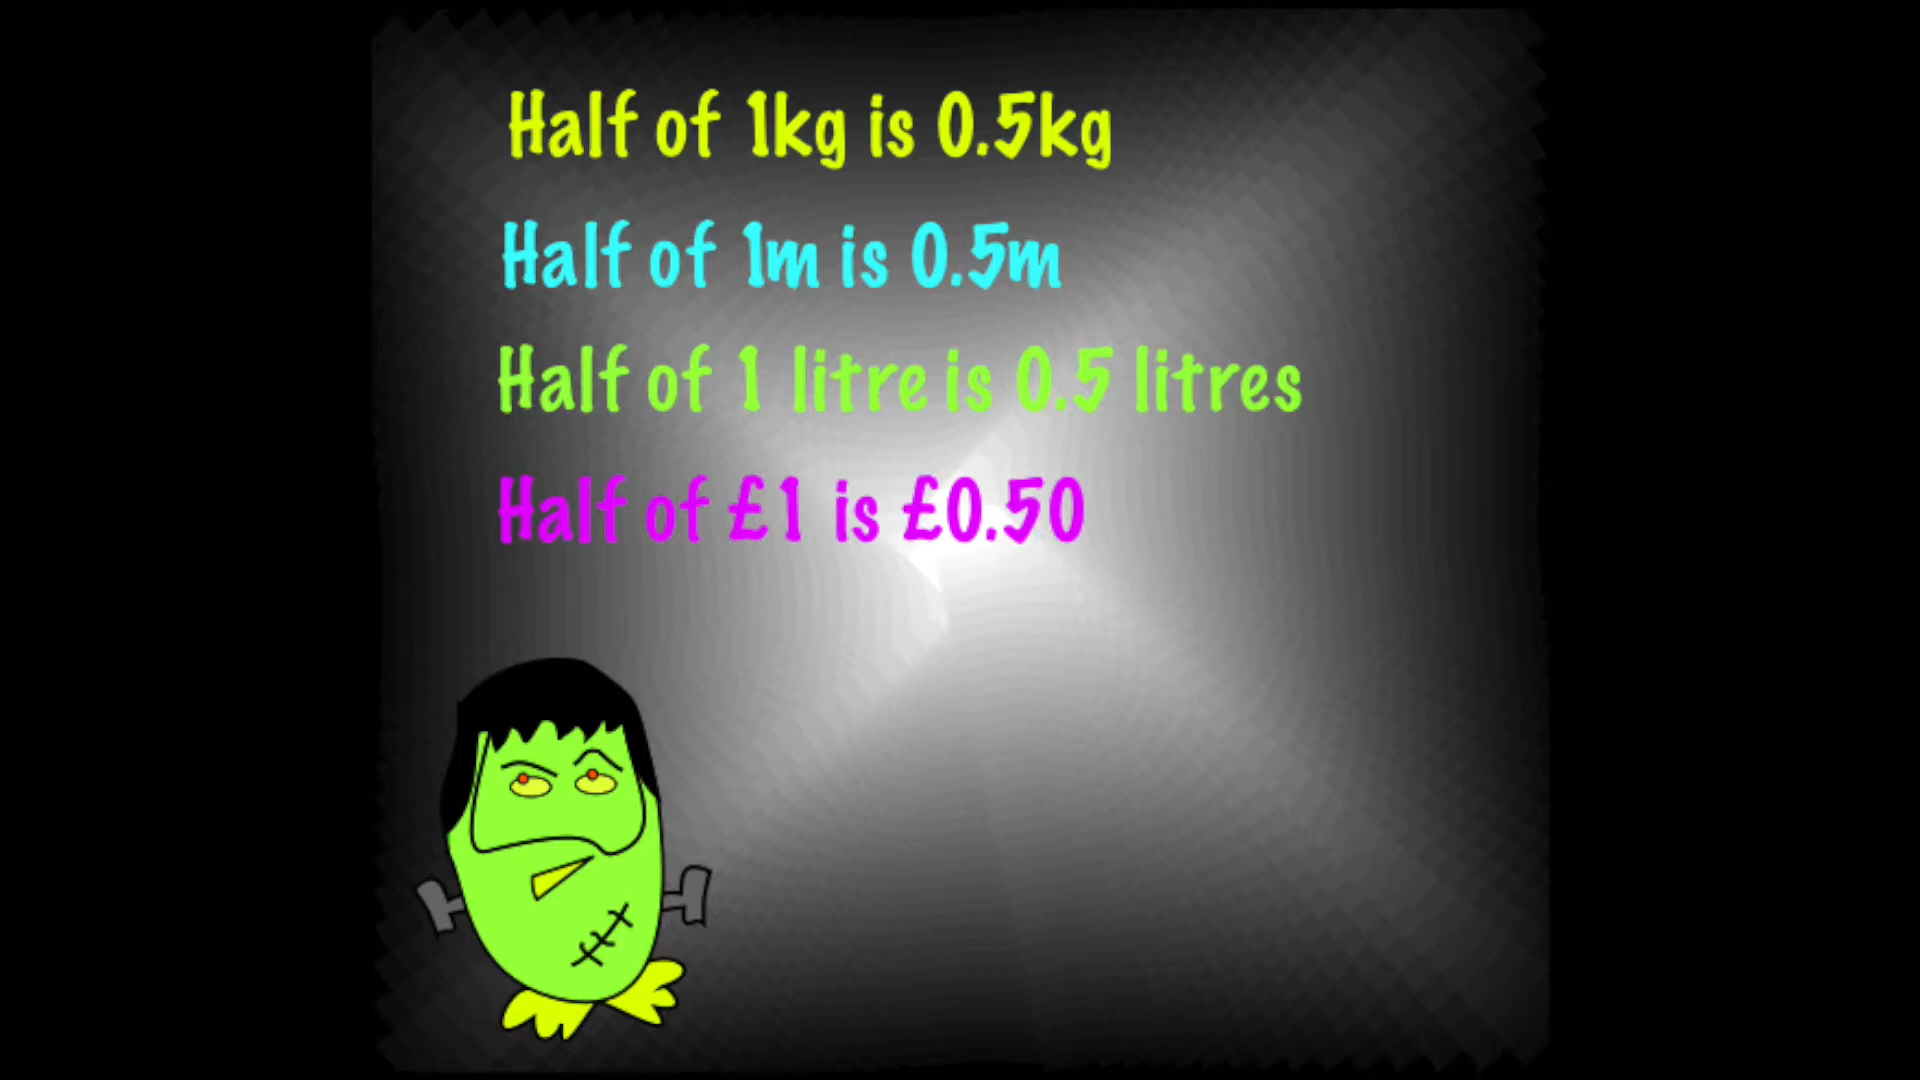 Half of 1kg is 0.5kg
Half of 1m is 0.5m
Half of 1 litre is 0.5 litres
Half of £1 is £0.50